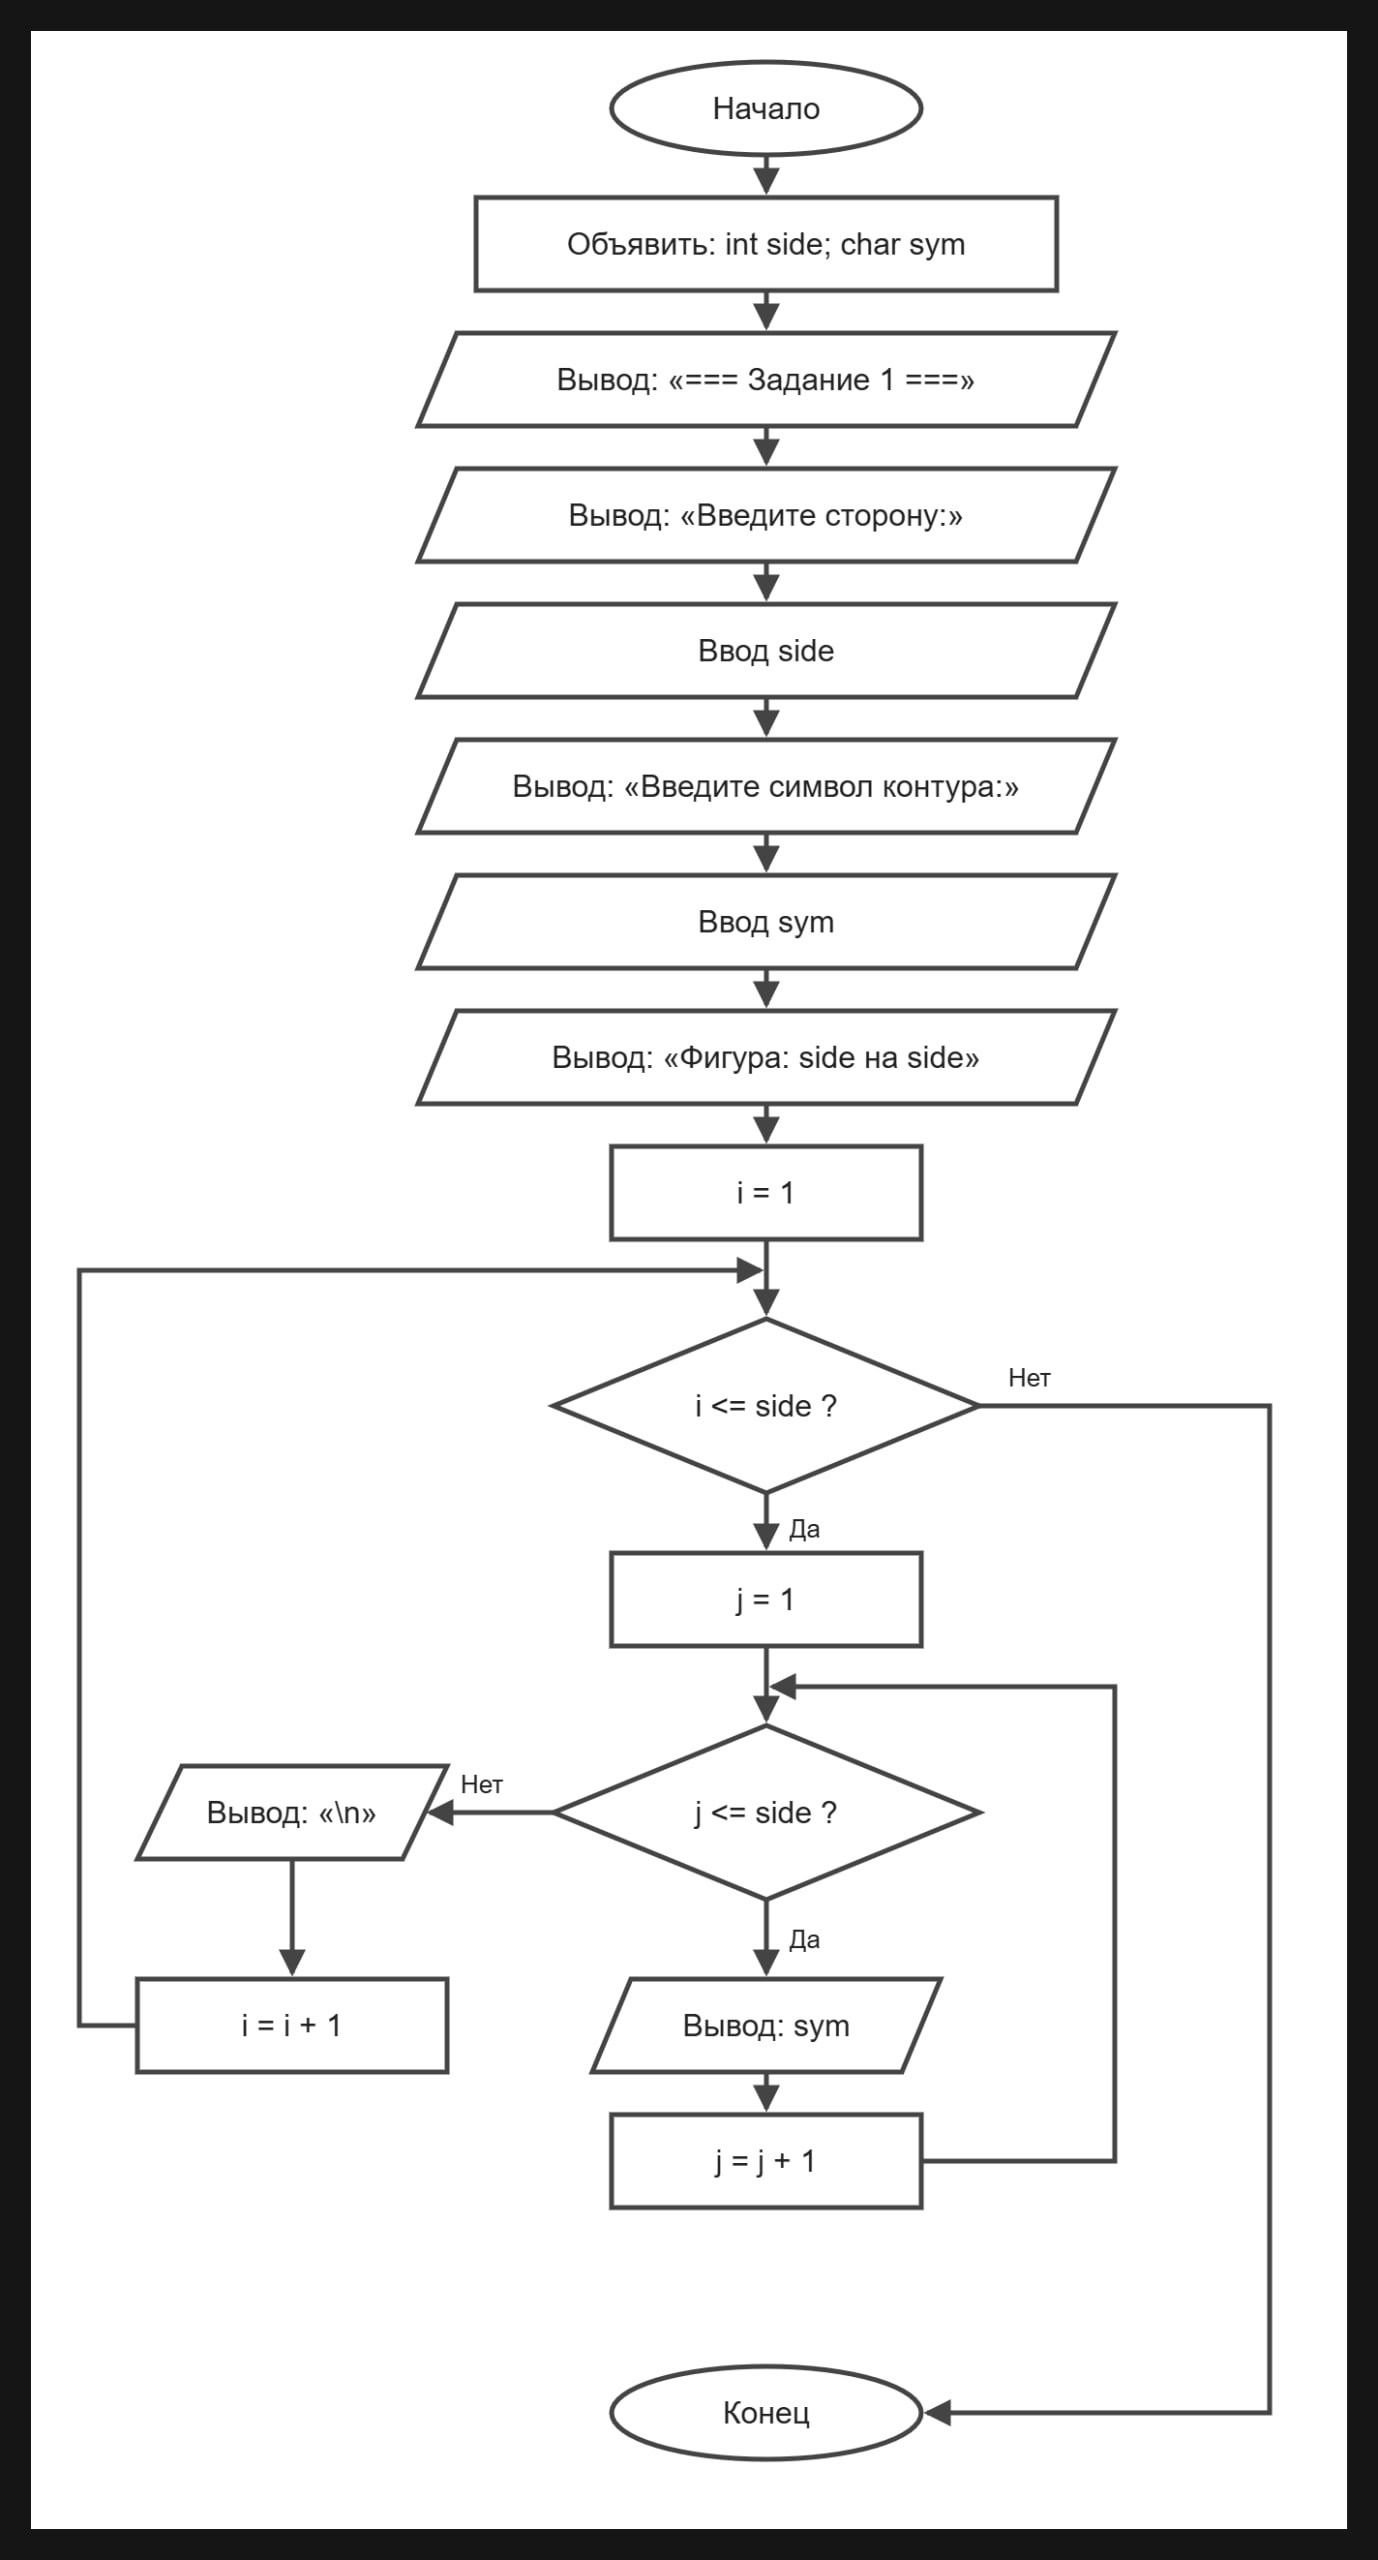 Начало
Объявить: int side; char sym
Вывод: «=== Задание 1 ===»
Вывод: «Введите сторону:»
Ввод side
Вывод: «Введите символ контура:»
Ввод sym
Вывод: «Фигура: side на side»
i = 1
i <= side ?
Нет
Да
j = 1
j <= side ?
Нет
Вывод: «\n»
Да
i = i + 1
Вывод: sym
j = j + 1
Конец